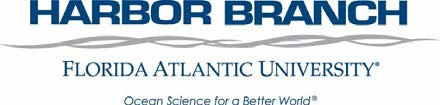 HARBOR BRANCH
FLORIDA ATLANTIC UNIVERSITY®
Ocean Science for a Better World®